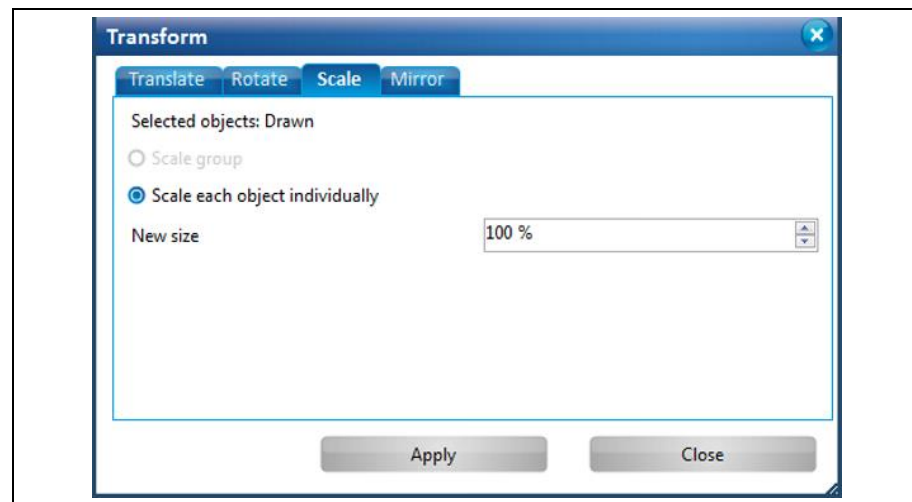 Transform
Translate Rotate Scale Mirror
Selected objects: Drawn
Scale group
Scale each object individually
New size 100 %
Apply Close